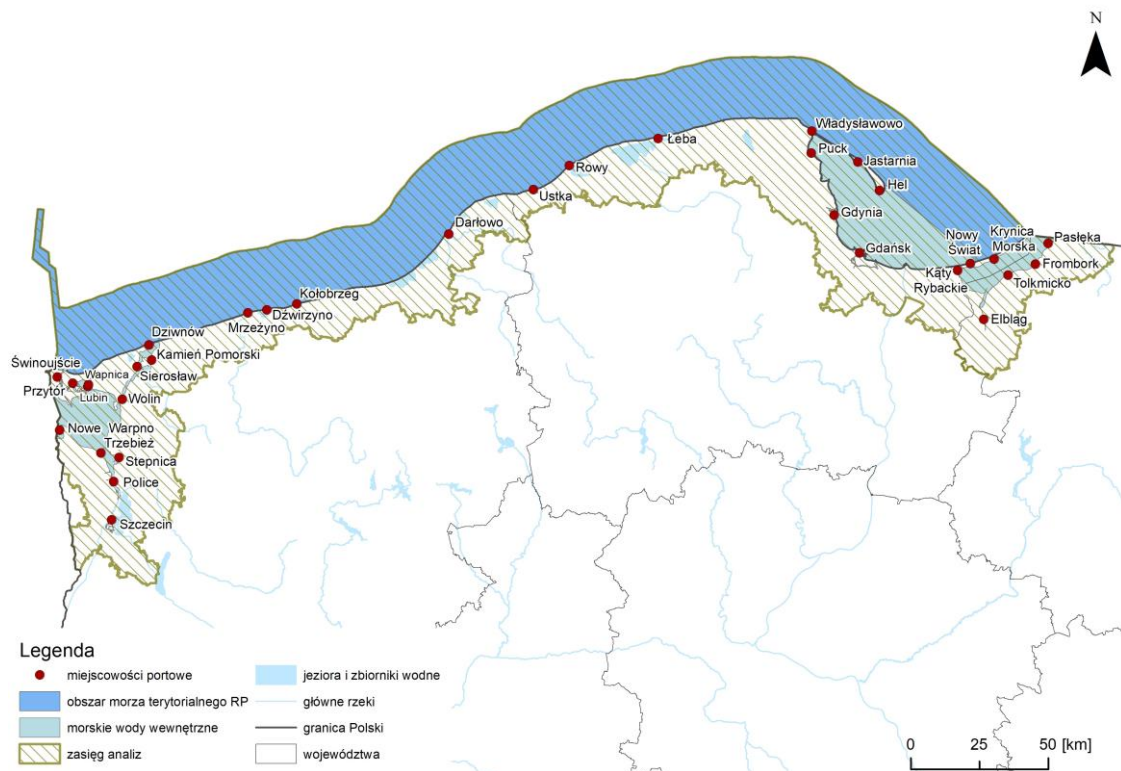 N
Władysławowo
Łeba
Puck
Jastarnia
Rowy
Hel
Ustka
Gdynia
Darłowo
Nowy
Świat
Krynica
Morska
Pasłęka
Gdańsk
Kąty
Rybackie
Frombork
Tolkmicko
Kołobrzeg
Dźwirzyno
Mrzeżyno
Elbląg
Dziwnów
Kamień Pomorski
Świnoujście
Wapnica
Sierosław
Przytór
Lubin
Wolin
Nowe Warpno
Trzebież
Stepnica
Police
Szczecin
Legenda
miejscowości portowe
obszar morza terytorialnego RP
morskie wody wewnętrzne
zasięg analiz
jeziora i zbiorniki wodne
główne rzeki
granica Polski
województwa
0 25 50 [km]